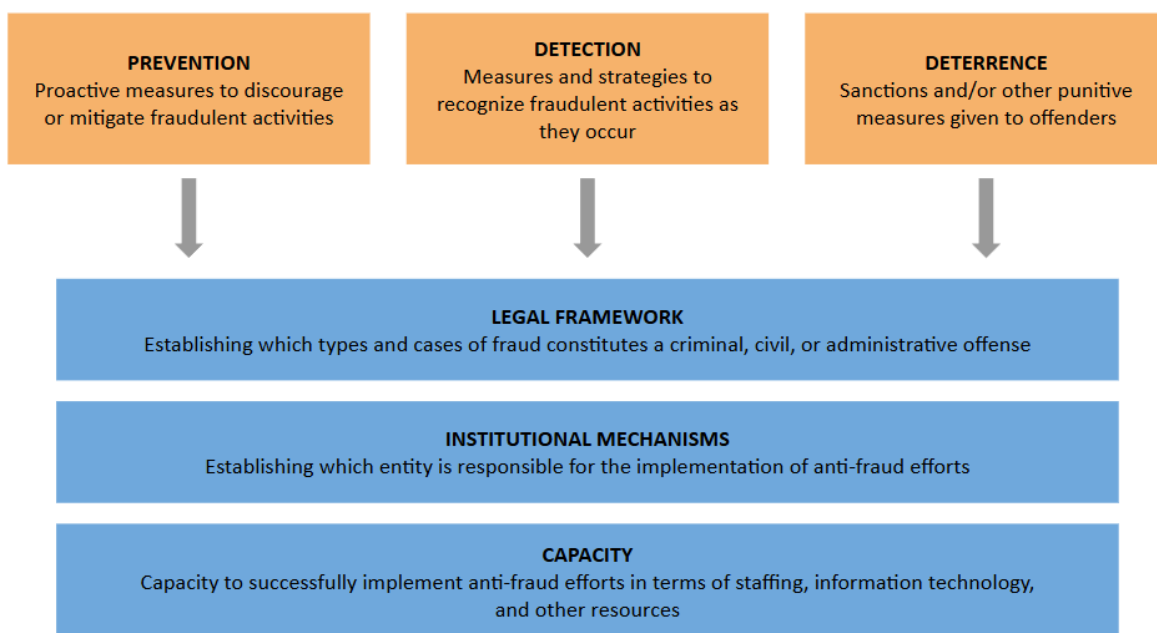 PREVENTION
Proactive measures to discourage
or mitigate fraudulent activities
DETECTION
Measures and strategies to
recognize fraudulent activities as
they occur
DETERRENCE
Sanctions and/or other punitive
measures given to offenders
LEGAL FRAMEWORK
Establishing which types and cases of fraud constitutes a criminal, civil, or administrative offense
INSTITUTIONAL MECHANISMS
Establishing which entity is responsible for the implementation of anti-fraud efforts
CAPACITY
Capacity to successfully implement anti-fraud efforts in terms of staffing, information technology,
and other resources